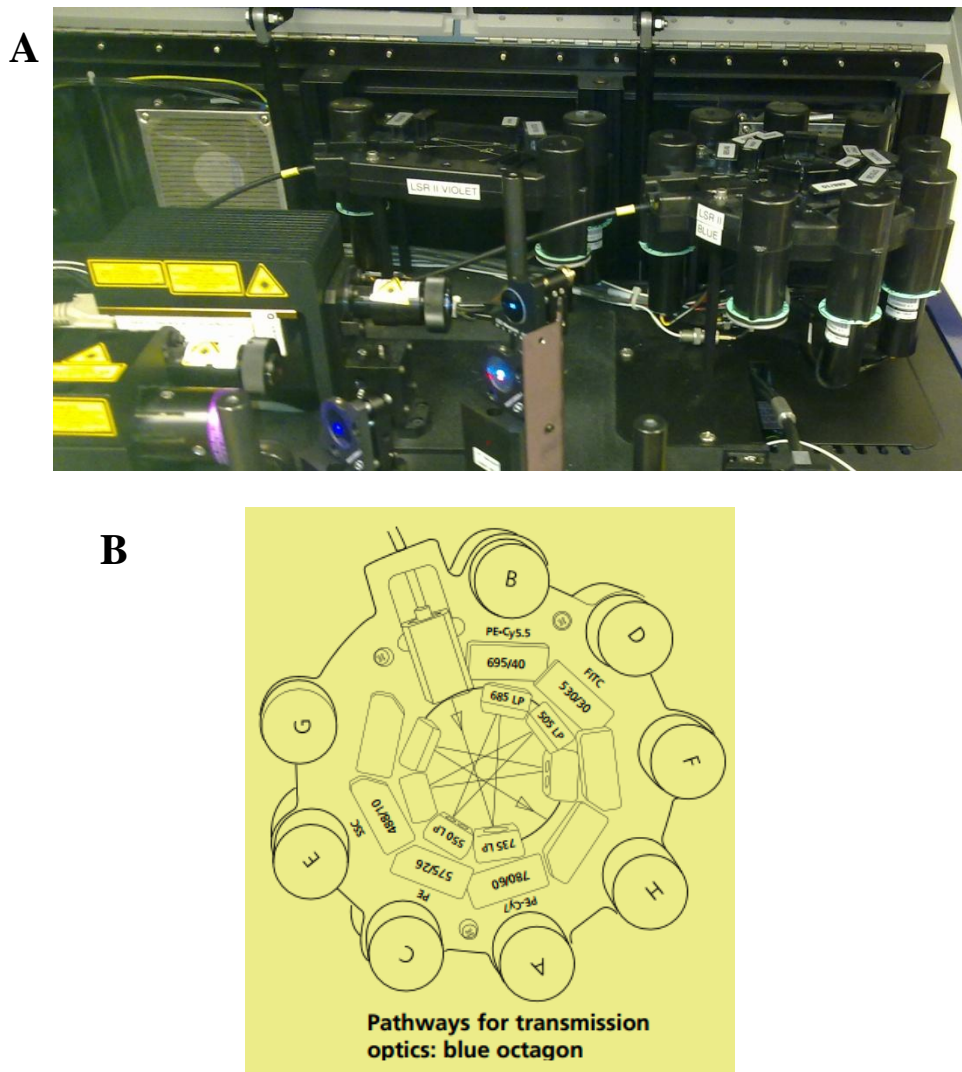 A
LSR II VIOLET
LSR II
BLUE
B
B
D
F
H
A
C
E
G
PE-Cy5.5
695/40
685 LP
FITC
530/30
505 LP
SSC
488/10
550 LP
575/26
PE
735 LP
780/60
PE-Cy7
Pathways for transmission
optics: blue octagon